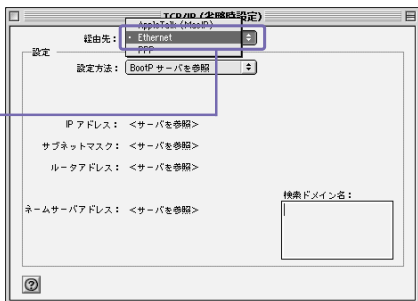 TCP/IP (省略時設定)
AppleTalk (MacIP)
経由先： ・Ethernet
PPP
設定
設定方法： BootP サーバを参照
IP アドレス： <サーバを参照>
サブネットマスク： <サーバを参照>
ルータアドレス： <サーバを参照>
検索ドメイン名：
ネームサーバアドレス： <サーバを参照>
?